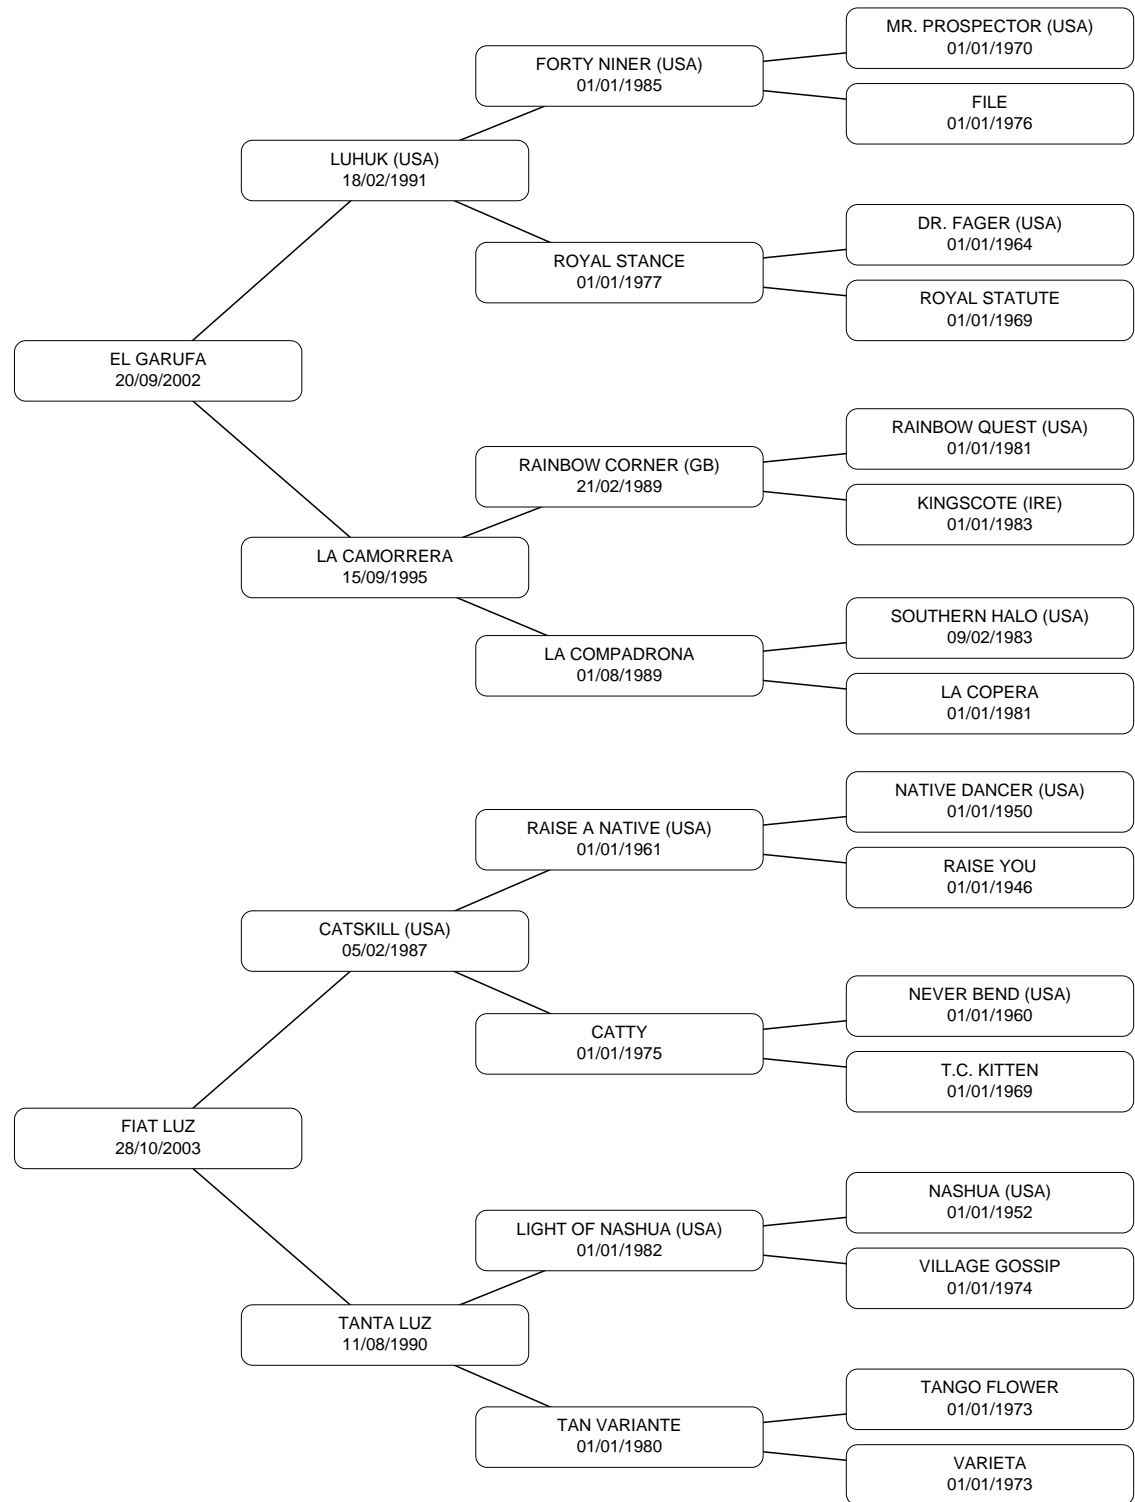 MR. PROSPECTOR (USA)
01/01/1970
FORTY NINER (USA)
01/01/1985
FILE
01/01/1976
LUHUK (USA)
18/02/1991
DR. FAGER (USA)
01/01/1964
ROYAL STANCE
01/01/1977
ROYAL STATUTE
01/01/1969
EL GARUFA
20/09/2002
RAINBOW QUEST (USA)
01/01/1981
RAINBOW CORNER (GB)
21/02/1989
KINGSCOTE (IRE)
01/01/1983
LA CAMORRERA
15/09/1995
SOUTHERN HALO (USA)
09/02/1983
LA COMPADRONA
01/08/1989
LA COPERA
01/01/1981
NATIVE DANCER (USA)
01/01/1950
RAISE A NATIVE (USA)
01/01/1961
RAISE YOU
01/01/1946
CATSKILL (USA)
05/02/1987
NEVER BEND (USA)
01/01/1960
CATTY
01/01/1975
T.C. KITTEN
01/01/1969
FIAT LUZ
28/10/2003
NASHUA (USA)
01/01/1952
LIGHT OF NASHUA (USA)
01/01/1982
VILLAGE GOSSIP
01/01/1974
TANTA LUZ
11/08/1990
TANGO FLOWER
01/01/1973
TAN VARIANTE
01/01/1980
VARIETA
01/01/1973